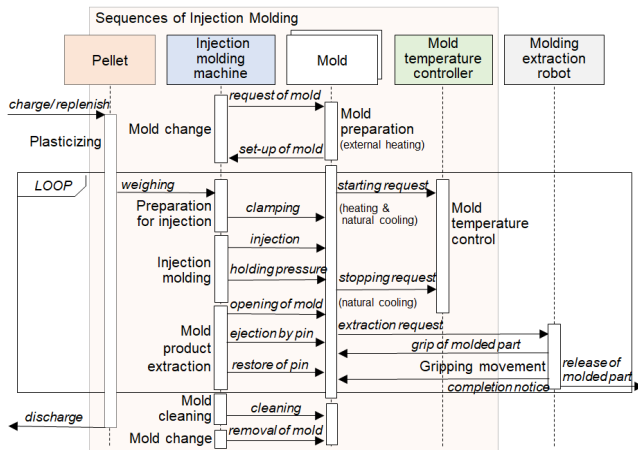 Sequences of Injection Molding
Pellet
Injection
molding
machine
Mold
Mold
temperature
controller
Molding
extraction
robot
charge/replenish
request of mold
Plasticizing
Mold change
Mold
preparation
(external heating)
set-up of mold
LOOP
weighing
starting request
Preparation
for injection
clamping
(heating &
natural cooling)
Mold
temperature
control
injection
Injection
molding
holding pressure
stopping request
(natural cooling)
opening of mold
Mold
product
extraction
ejection by pin
extraction request
grip of molded part
restore of pin
Gripping movement
release of
molded part
completion notice
Mold
cleaning
cleaning
discharge
Mold change
removal of mold